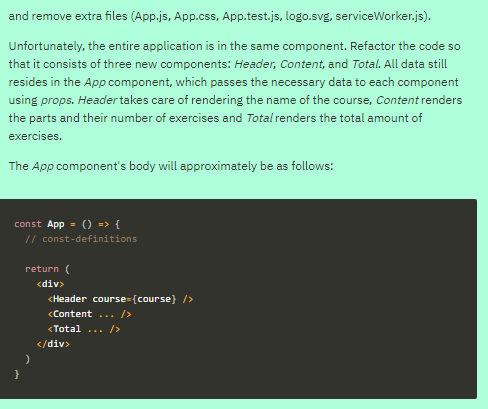 and remove extra files (App.js, App.css, App.test.js, logo.svg, serviceWorker.js).
Unfortunately, the entire application is in the same component. Refactor the code so
that it consists of three new components: Header, Content, and Total. All data still
resides in the App component, which passes the necessary data to each component
using props. Header takes care of rendering the name of the course, Content renders
the parts and their number of exercises and Total renders the total amount of
exercises.
The App component's body will approximately be as follows:
const App = () => {
  // const-definitions
  return (
    <div>
      <Header course={course} />
      <Content ... />
      <Total ... />
    </div>
  )
}